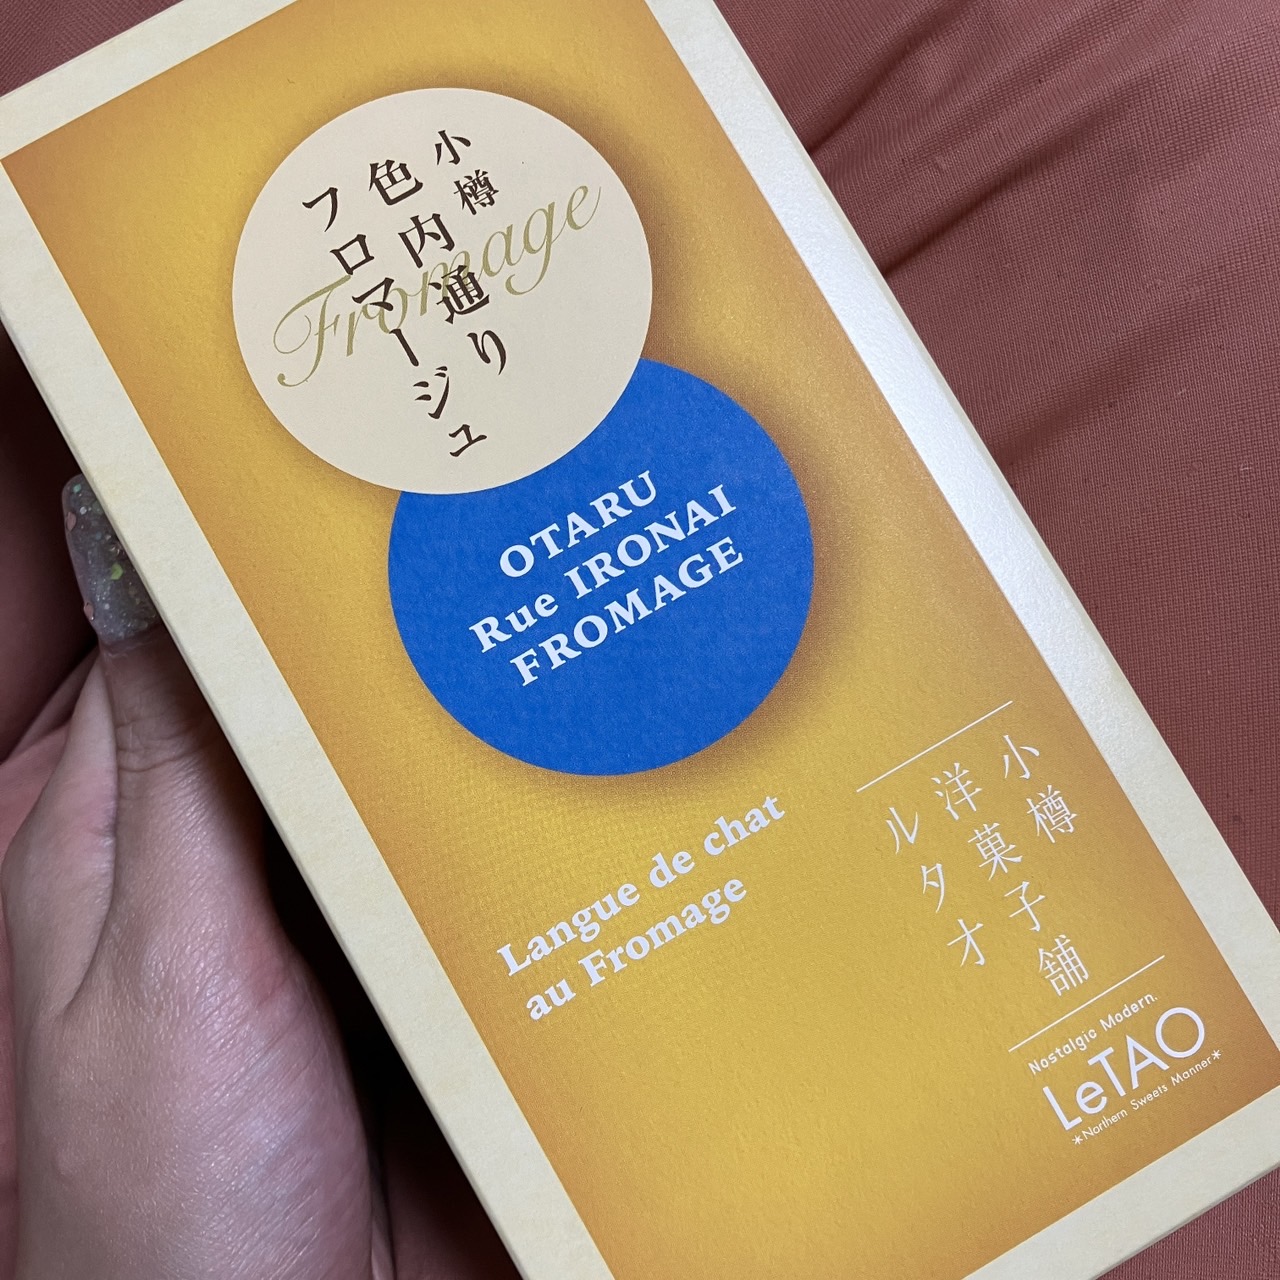 小樽
色内通り
フロマージュ
Fromage
OTARU
Rue IRONAI
FROMAGE
Langue de chat
au Fromage
小樽
洋菓子舗
ルタオ
Nostalgic Modern.
LeTAO
*Northern Sweets Manner*